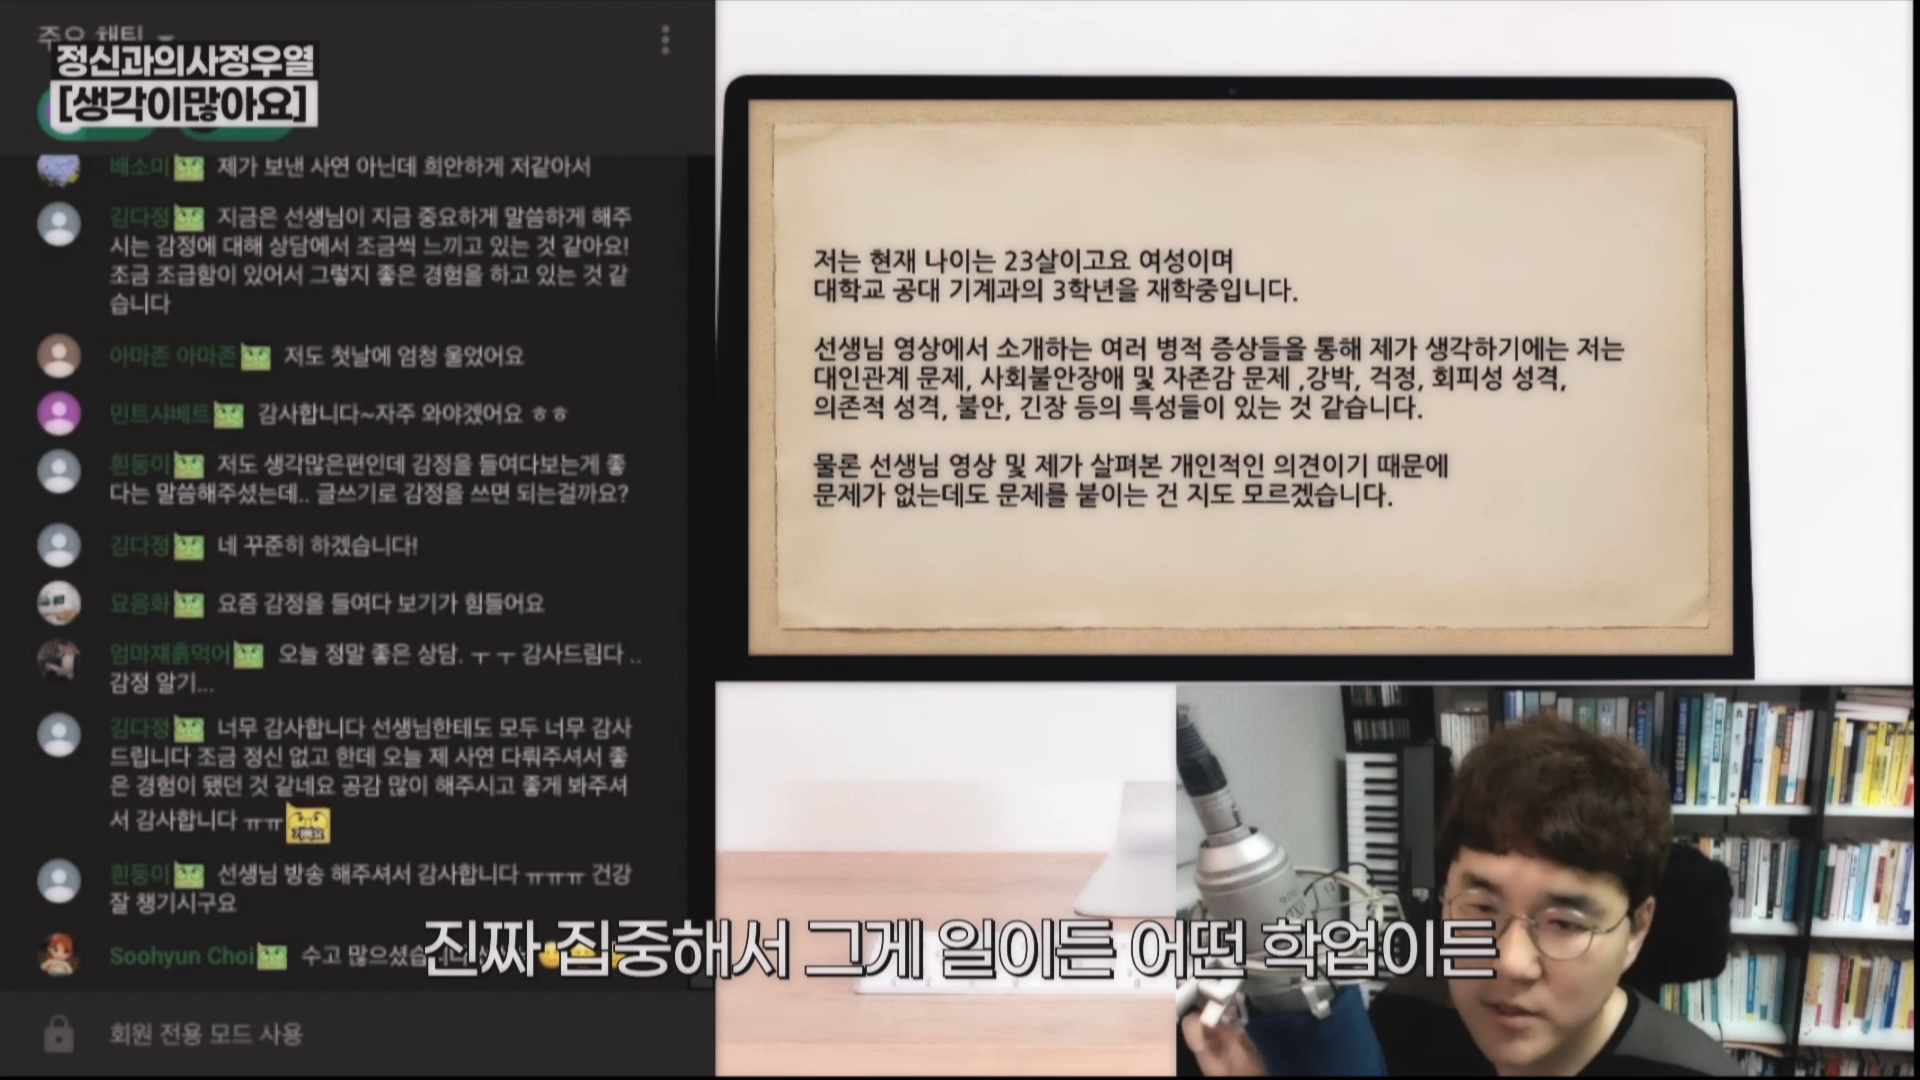 주요 채팅
정신과의사정우열
[생각이많아요]
배소미 제가 보낸 사연 아닌데 희안하게 저같아서
김다정 지금은 선생님이 지금 중요하게 말씀하게 해주
시는 감정에 대해 상담에서 조금씩 느끼고 있는 것 같아요!
조금 조급함이 있어서 그렇지 좋은 경험을 하고 있는 것 같
습니다
아마존 아마존 저도 첫날에 엄청 울었어요
민트샤베트 감사합니다~자주 와야겠어요 ㅎㅎ
흰둥이 저도 생각많은편인데 감정을 들여다보는게 좋
다는 말씀해주셨는데.. 글쓰기로 감정을 쓰면 되는걸까요?
김다정 네 꾸준히 하겠습니다!
묘음화 요즘 감정을 들여다 보기가 힘들어요
엄마재흙먹어 오늘 정말 좋은 상담. ㅜ ㅜ 감사드림다 ..
감정 알기...
김다정 너무 감사합니다 선생님한테도 모두 너무 감사
드립니다 조금 정신 없고 한데 오늘 제 사연 다뤄주셔서 좋
은 경험이 됐던 것 같네요 공감 많이 해주시고 좋게 봐주셔
서 감사합니다 ㅠㅠ
흰둥이 선생님 방송 해주셔서 감사합니다 ㅠㅠㅠ 건강
잘 챙기시구요
Soohyun Choi 수고 많으셨습
회원 전용 모드 사용
저는 현재 나이는 23살이고요 여성이며
대학교 공대 기계과의 3학년을 재학중입니다.
선생님 영상에서 소개하는 여러 병적 증상들을 통해 제가 생각하기에는 저는
대인관계 문제, 사회불안장애 및 자존감 문제 ,강박, 걱정, 회피성 성격,
의존적 성격, 불안, 긴장 등의 특성들이 있는 것 같습니다.
물론 선생님 영상 및 제가 살펴본 개인적인 의견이기 때문에
문제가 없는데도 문제를 붙이는 건 지도 모르겠습니다.
진짜 집중해서 그게 일이든 어떤 학업이든